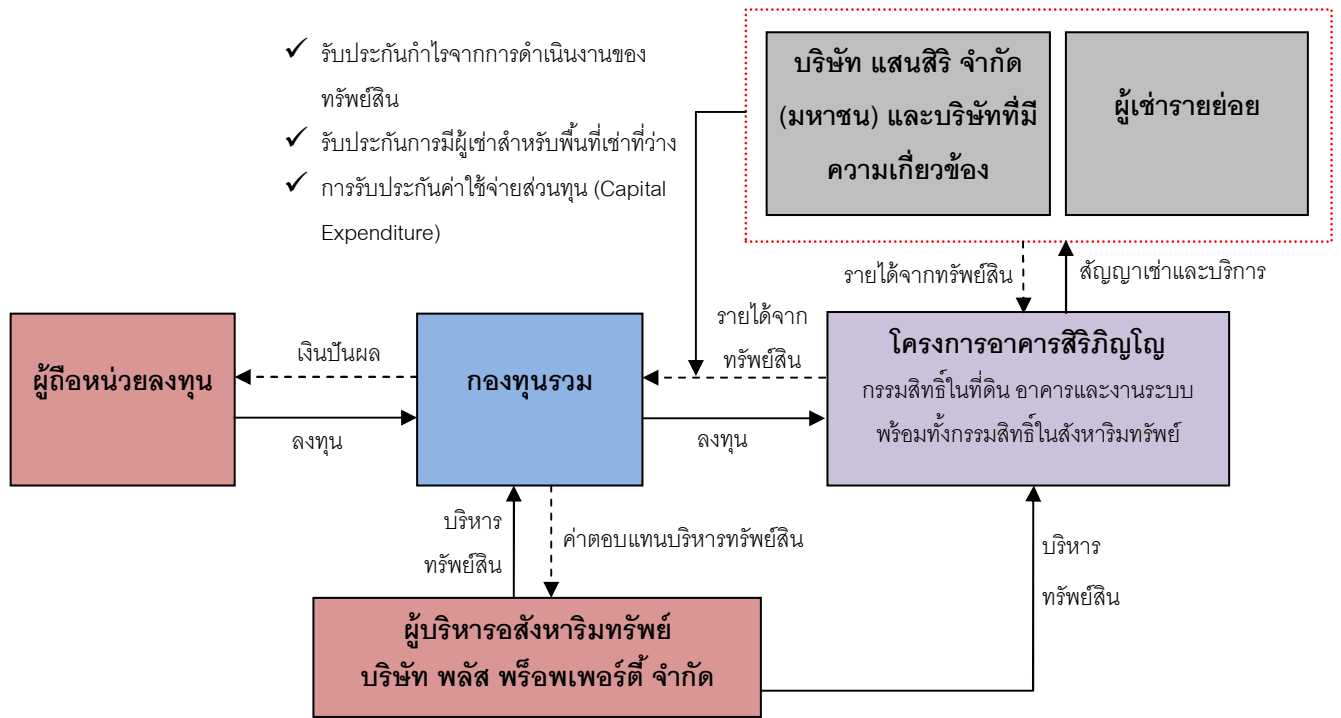 ✓ รับประกันกำไรจากการดำเนินงานของ
ทรัพย์สิน
✓ รับประกันการมีผู้เช่าสำหรับพื้นที่เช่าที่ว่าง
✓ การรับประกันค่าใช้จ่ายส่วนทุน (Capital
Expenditure)
บริษัท แสนสิริ จำกัด
(มหาชน) และบริษัทที่มี
ความเกี่ยวข้อง
ผู้เช่ารายย่อย
รายได้จากทรัพย์สิน
สัญญาเช่าและบริการ
ผู้ถือหน่วยลงทุน
เงินปันผล
ลงทุน
กองทุนรวม
รายได้จาก
ทรัพย์สิน
ลงทุน
โครงการอาคารสิริภิญโญ
กรรมสิทธิ์ในที่ดิน อาคารและงานระบบ
พร้อมทั้งกรรมสิทธิ์ในสังหาริมทรัพย์
บริหาร
ทรัพย์สิน
ค่าตอบแทนบริหารทรัพย์สิน
บริหาร
ทรัพย์สิน
ผู้บริหารอสังหาริมทรัพย์
บริษัท พลัส พร็อพเพอร์ตี้ จำกัด